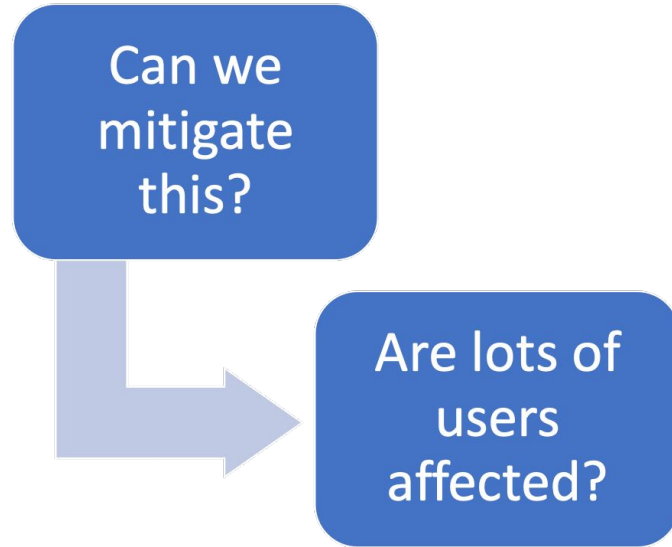 Can we
mitigate
this?
Are lots of
users
affected?